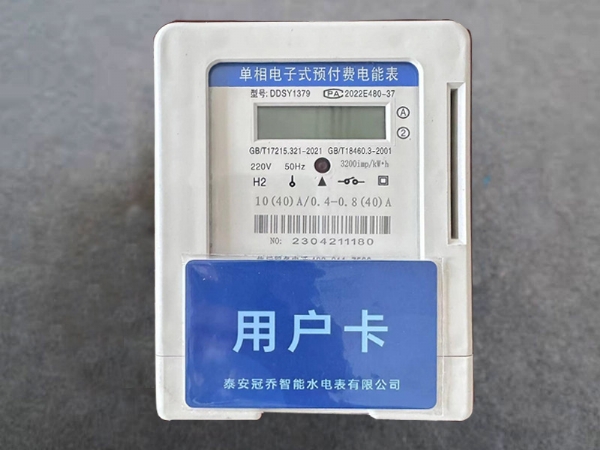 单相电子式预付费电能表
型号: DDSY1379 CPA 2022E480-37
A
2
GB/T17215.321-2021 GB/T18460.3-2001
220V 50Hz 3200imp/kW•h
H2
10(40)A/0.4-0.8(40)A
NO: 2304211180
用户卡
泰安冠乔智能水电表有限公司